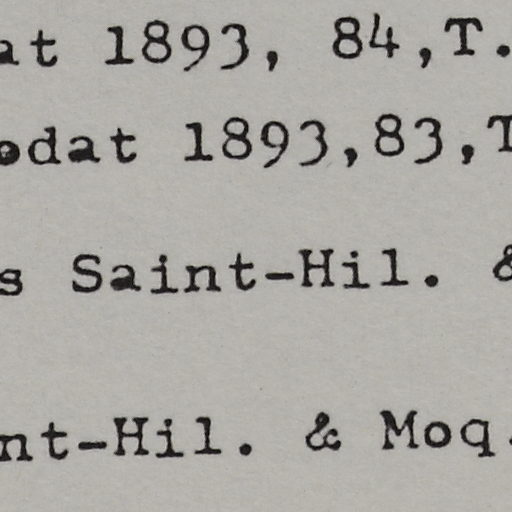 at 1893, 84,T.
odat 1893,83,T
s Saint-Hil. &
nt-Hil. & Moq.